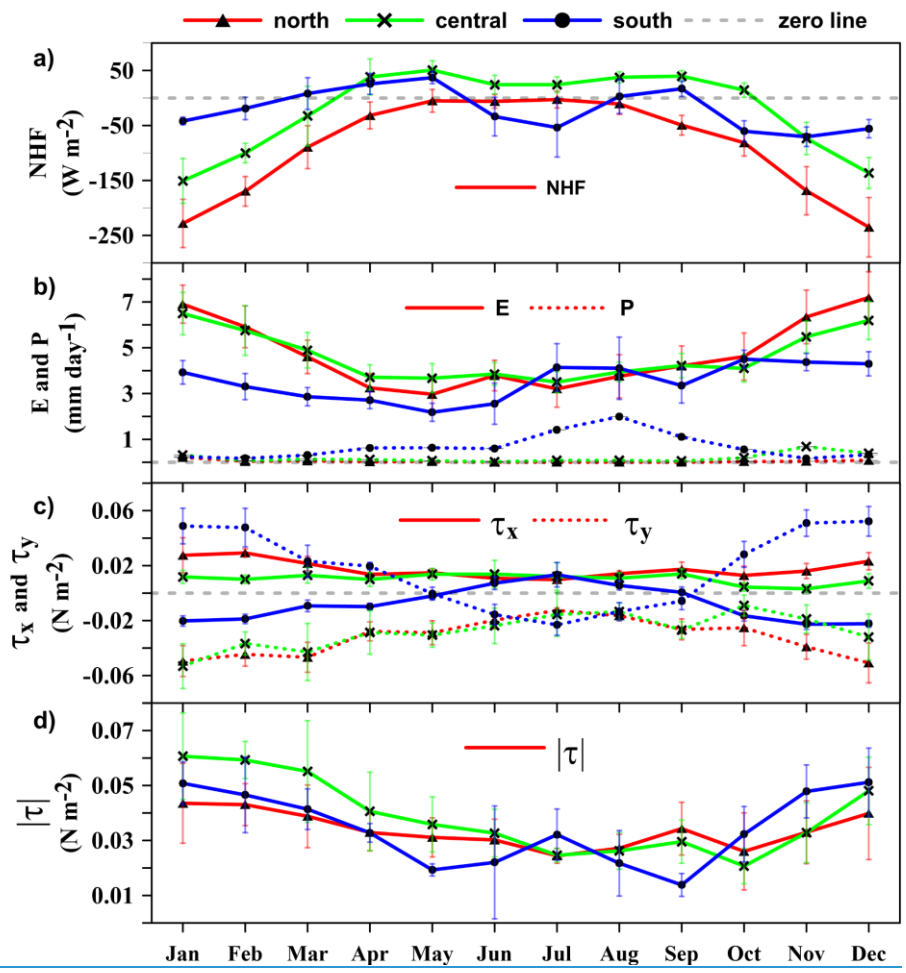 north central south zero line
a)
50
-50
-150
-250
NHF
(W m⁻²)
NHF
b)
7
5
3
1
E and P
(mm day⁻¹)
E P
c)
0.06
0.02
-0.02
-0.06
τx and τy
(N m⁻²)
τx τy
d)
0.07
0.05
0.03
0.01
|τ|
(N m⁻²)
|τ|
Jan Feb Mar Apr May Jun Jul Aug Sep Oct Nov Dec